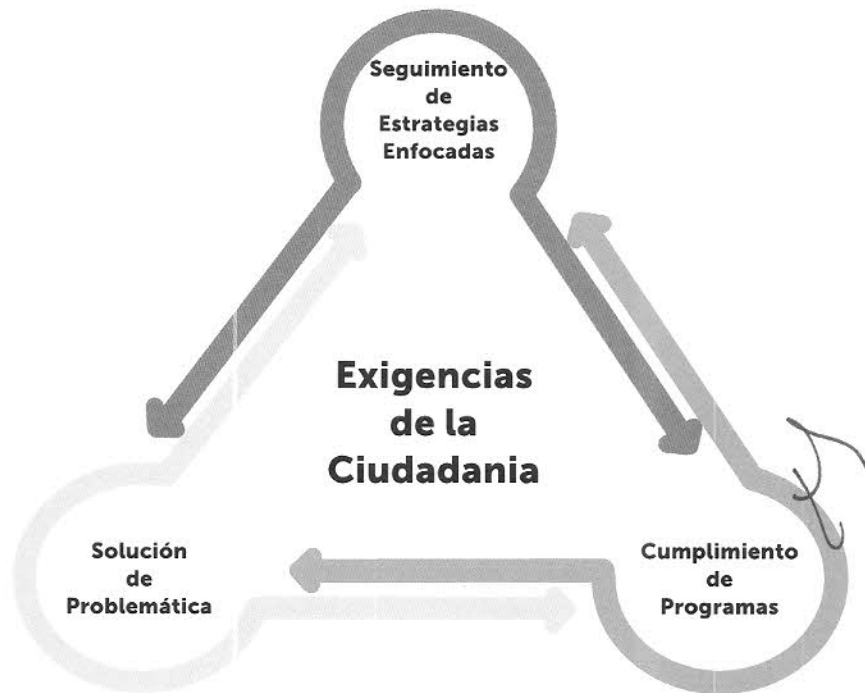 Seguimiento
de
Estrategias
Enfocadas
Exigencias
de la
Ciudadania
Solución
de
Problemática
Cumplimiento
de
Programas